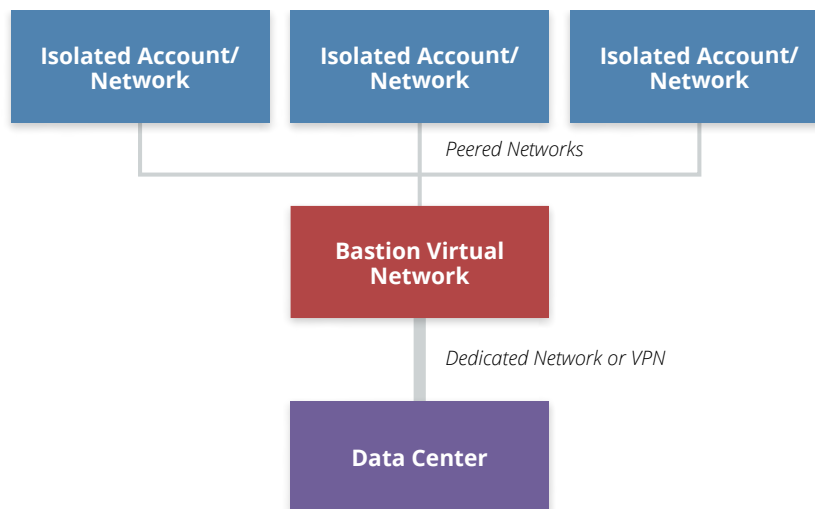 Isolated Account/
Network
Isolated Account/
Network
Isolated Account/
Network
Peered Networks
Bastion Virtual
Network
Dedicated Network or VPN
Data Center